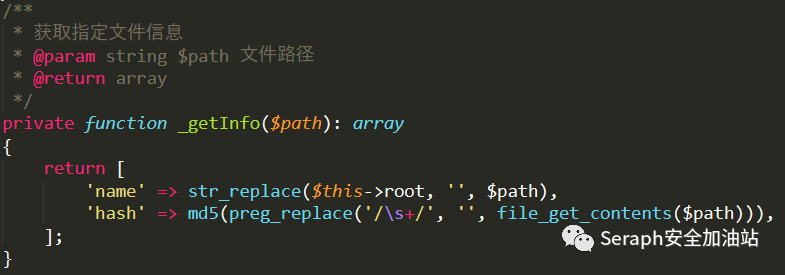 /**
 * 获取指定文件信息
 * @param string $path 文件路径
 * @return array
 */
private function _getInfo($path): array
{
    return [
        'name' => str_replace($this->root, '', $path),
        'hash' => md5(preg_replace('/\s+/', '', file_get_contents($path))),
    ];
}
Seraph安全加油站